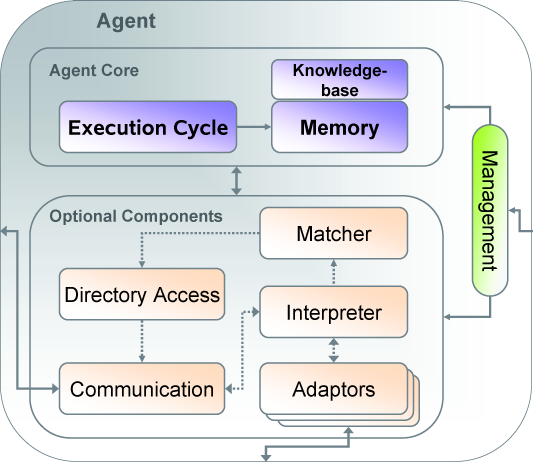 Agent
Agent Core
Knowledge-
base
Execution Cycle
Memory
Management
Optional Components
Matcher
Directory Access
Interpreter
Communication
Adaptors